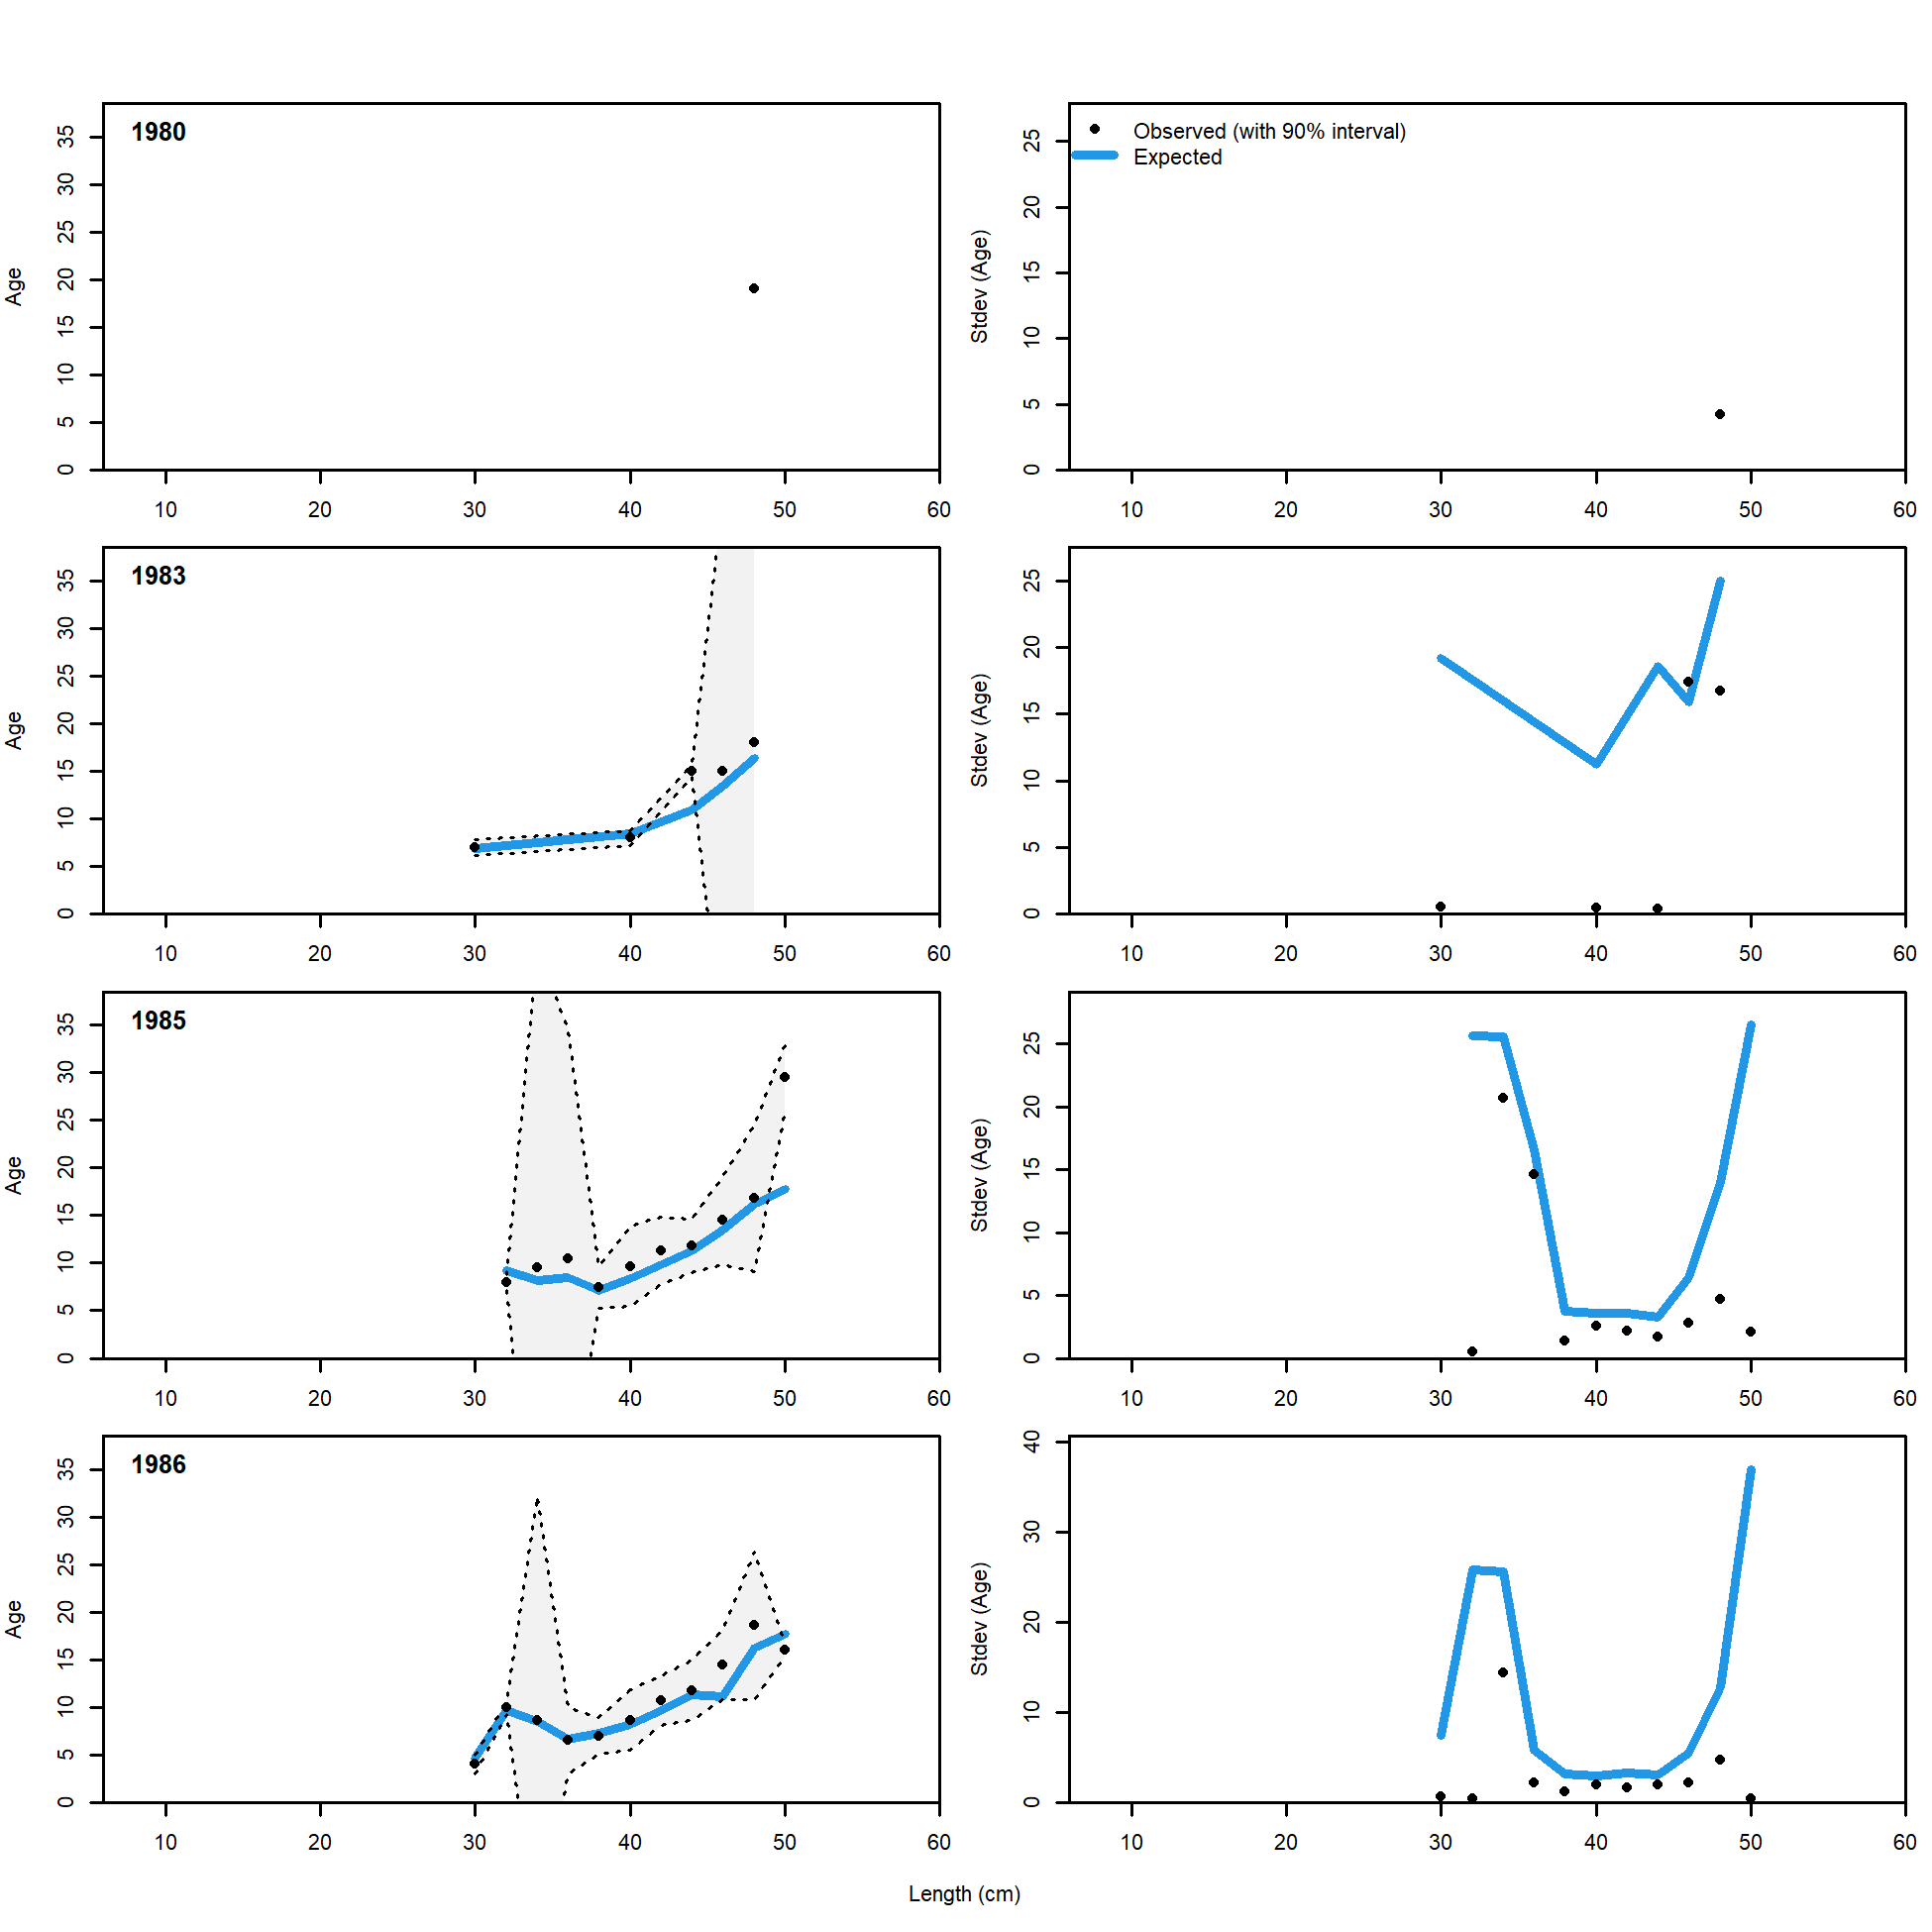 1980
Age
0 5 10 15 20 25 30 35
10 20 30 40 50 60
Observed (with 90% interval)
Expected
Stdev (Age)
0 5 10 15 20 25
10 20 30 40 50 60
1983
Age
0 5 10 15 20 25 30 35
10 20 30 40 50 60
Stdev (Age)
0 5 10 15 20 25
10 20 30 40 50 60
1985
Age
0 5 10 15 20 25 30 35
10 20 30 40 50 60
Stdev (Age)
0 5 10 15 20 25
10 20 30 40 50 60
1986
Age
0 5 10 15 20 25 30 35
10 20 30 40 50 60
Stdev (Age)
0 10 20 30 40
10 20 30 40 50 60
Length (cm)